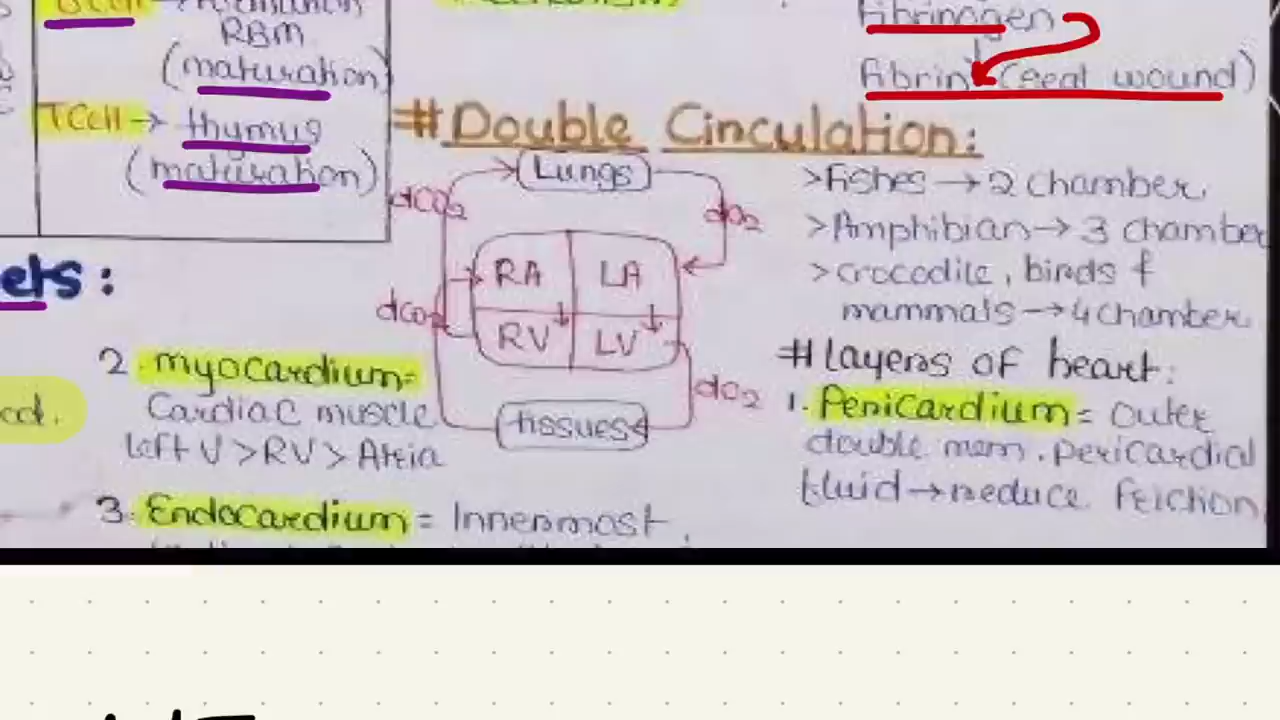 RBM
(maturation)
TCell → thymus
(maturation)
fibrinogen
fibrin (seal wound)
#Double Circulation:
Lungs
dCO2
dO2
RA
LA
dCO2
RV
LV
dO2
tissues
>Fishes → 2 chamber
>Amphibian → 3 chamber
>crocodile, birds f
mammals → 4 chamber
ets:
2. myocardium=
Cardiac muscle
left V > RV > Atria
3. Endocardium = Innermost
#layers of heart:
1. Pericardium = outer
double mem. pericardial
fluid → reduce friction